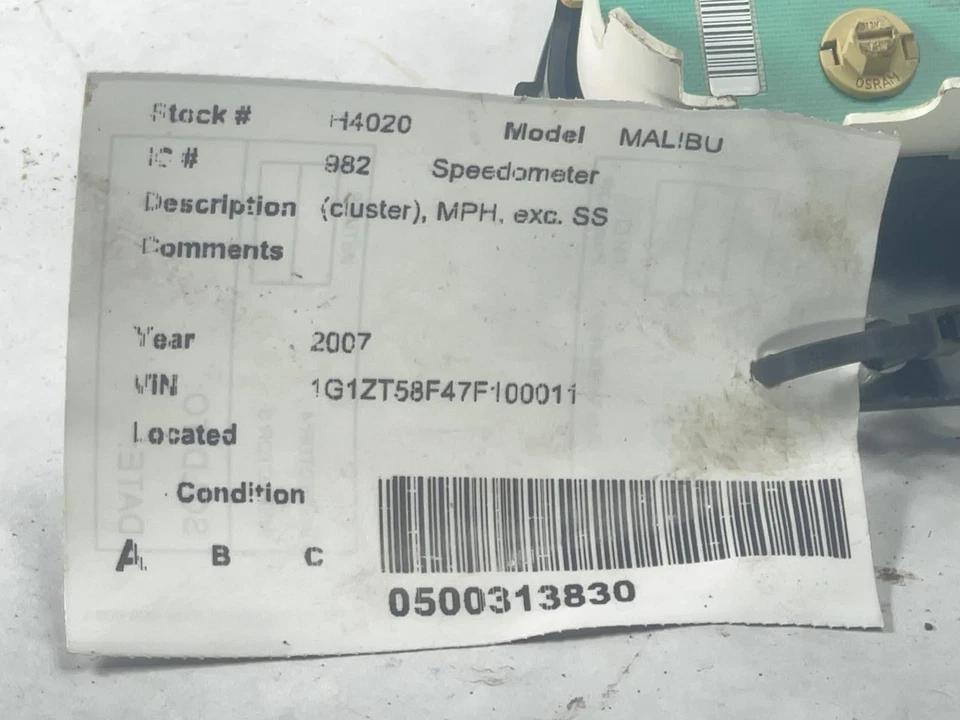 Stock # H4020 Model MALIBU
IC # 982 Speedometer
Description (cluster), MPH, exc. SS
Comments
Year 2007
VIN 1G1ZT58F47F100011
Located
Condition
A B C
0500313830
OSRAM
DATE